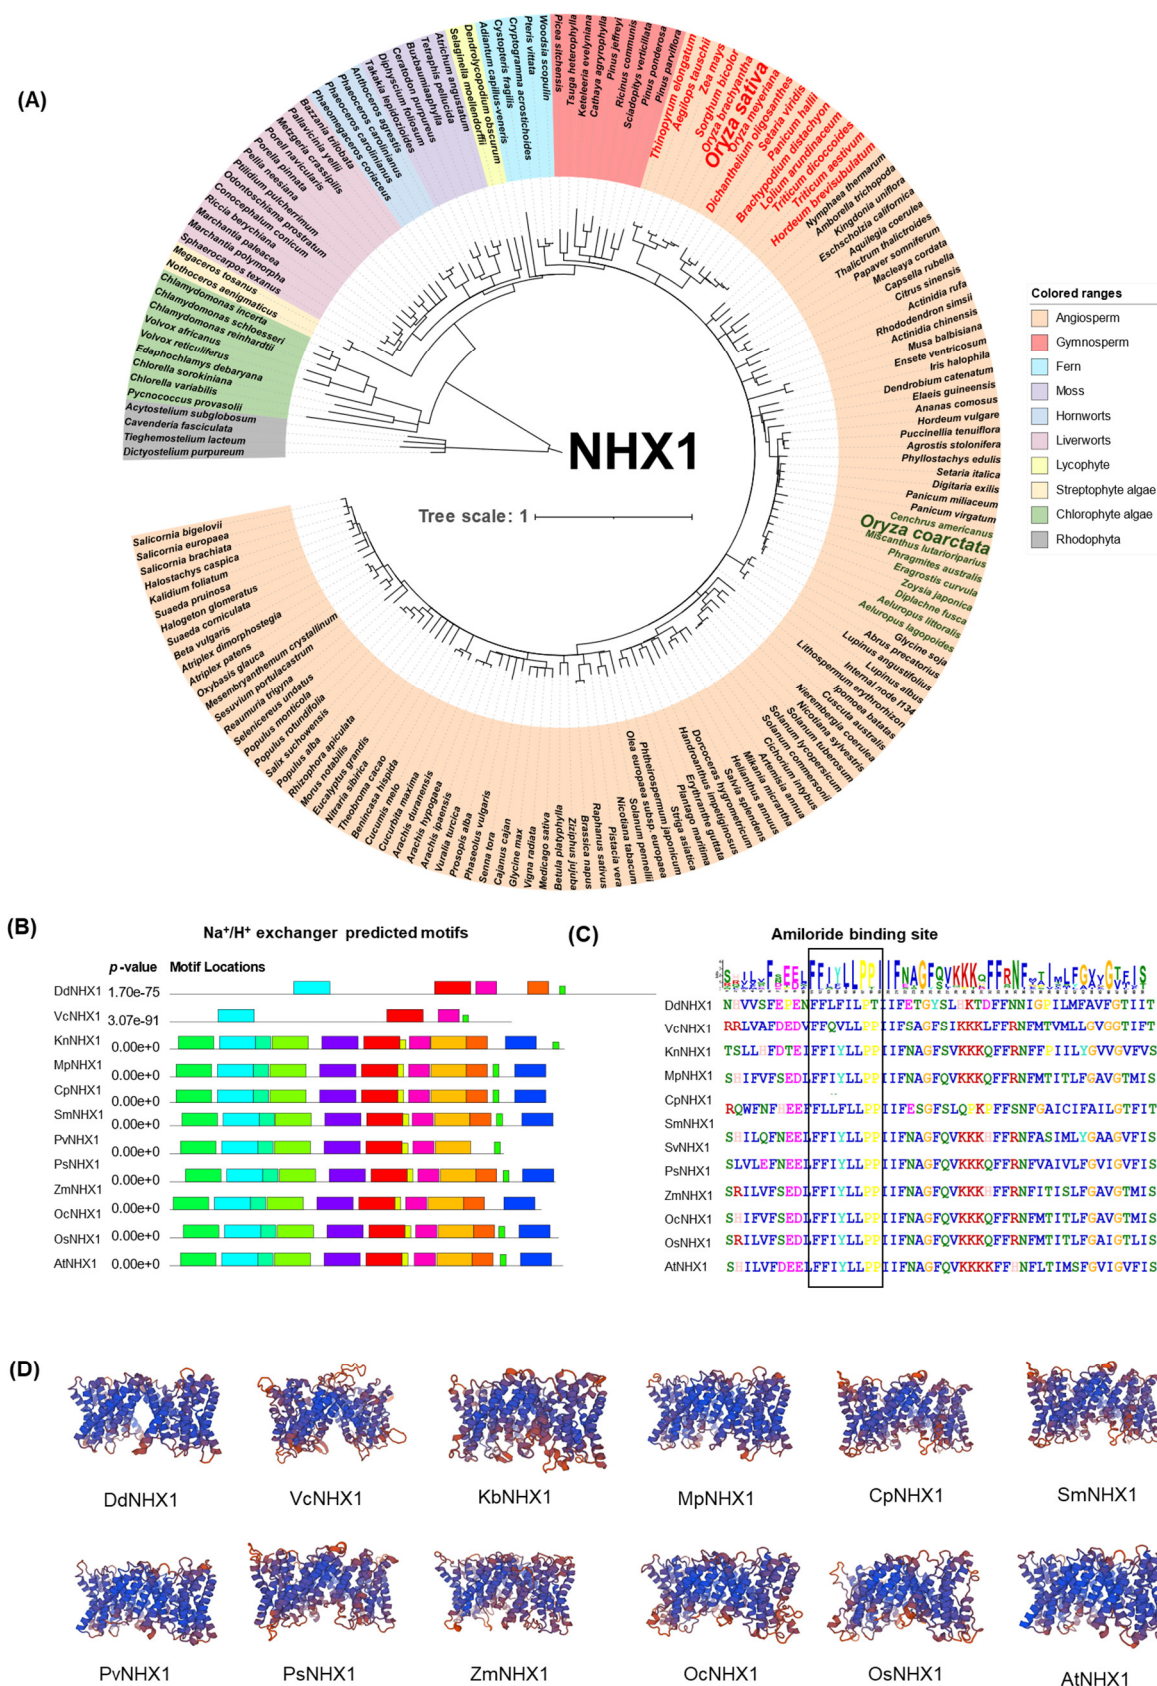 (A)
Dictyostelium purpureum
Tieghemostelium lacteum
Cavenderia fasciculata
Acytostelium subglobosum
Pycnococcus provasolii
Chlorella variabilis
Chlorella sorokiniana
Edaphochlamys debaryana
Volvox reticuliferus
Volvox africanus
Chlamydomonas reinhardtii
Chlamydomonas schloesseri
Chlamydomonas incerta
Nothoceros aenigmaticus
Megaceros tosanus
Sphaerocarpos texanus
Marchantia polymorpha
Marchantia paleacea
Riccia berychiana
Conocephalum conicum
Odontoschisma prostratum
Ptilidium pulcherrimum
Pellia neesiana
Porella pinnata
Porell navicularis
Metzgeria crassipilis
Pallavicinia yellii
Bazzania trilobata
Phaeomegaceros coriaceus
Phaeoceros carolinianus
Phaeoceros carolinianus
Anthoceros agrestis
Takakia lepidozioides
Diphyscium foliosum
Ceratodon purpureus
Buxbaumiaaphylla
Tetraphis pellucida
Atrichum angustatum
Selaginella moellendorffii
Dendrolycopodium obscurum
Adiantum capillus-veneris
Cystopteris fragilis
Cryptogramma acrostichoides
Pteris vittata
Woodsia scopulin
Picea sitchensis
Tsuga heterophylla
Keteleeria evelyniana
Cathaya agyrophylla
Pinus jeffreyi
Ricinus communis
Sciadopitys verticillata
Pinus ponderosa
Pinus parviflora
Thinopyrum elongatum
Aegilops tauschii
Zea mays
Sorghum bicolor
Oryza brachyantha
Oryza sativa
Oryza meyeriana
Dichanthelium oligosanthes
Setaria viridis
Panicum hallii
Brachypodium distachyon
Lolium arundinaceum
Triticum dicoccoides
Triticum aestivum
Hordeum brevisubulatum
Nymphaea thermarum
Amborella trichopoda
Kingdonia uniflora
Eschscholzia californica
Aquilegia coerulea
Thalictrum thalictroides
Papaver somniferum
Macleaya cordata
Capsella rubella
Citrus sinensis
Actinidia rufa
Rhododendron simsii
Actinidia chinensis
Musa balbisiana
Ensete ventricosum
Iris halophila
Dendrobium catenatum
Elaeis guineensis
Ananas comosus
Hordeum vulgare
Puccinellia tenuiflora
Agrostis stolonifera
Phyllostachys edulis
Setaria italica
Digitaria exilis
Panicum miliaceum
Panicum virgatum
Cenchrus americanus
Oryza coarctata
Miscanthus lutarioriparius
Phragmites australis
Eragrostis curvula
Zoysia japonica
Diplachne fusca
Aeluropus littoralis
Aeluropus lagopoides
Glycine soja
Abrus precatorius
Lupinus angustifolius
Lupinus albus
Internal node I134
Lithospermum erythrorhizon
Ipomoea batatas
Cuscuta australis
Nierembergia coerulea
Nicotiana sylvestris
Solanum tuberosum
Solanum lycopersicum
Solanum commersonii
Cichorium intybus
Artemisia annua
Mikania micrantha
Helianthus annuus
Salvia splendens
Dorcoceras hygrometricum
Handroanthus impetiginosus
Erythranthe guttata
Plantago maritima
Striga asiatica
Phtheirospermum japonicum
Olea europaea subsp. europaea
Solanum pennellii
Nicotiana tabacum
Pistacia vera
Raphanus sativus
Brassica napus
Ziziphus jujube
Betula platyphylla
Medicago sativa
Vigna radiata
Glycine max
Cajanus cajan
Senna tora
Phaseolus vulgaris
Prosopis alba
Vuralia turcica
Arachis ipaensis
Arachis hypogaea
Arachis duranensis
Cucurbita maxima
Cucumis melo
Benincasa hispida
Theobroma cacao
Nitraria sibirica
Eucalyptus grandis
Morus notabilis
Rhizophora apiculata
Populus alba
Salix suchowensis
Populus rotundifolia
Populus monticola
Selenicereus undatus
Reaumuria trigyna
Sesuvium portulacastrum
Mesembryanthemum crystallinum
Oxybasis glauca
Atriplex patens
Atriplex dimorphostegia
Beta vulgaris
Suaeda corniculata
Halogeton glomeratus
Suaeda pruinosa
Kalidium foliatum
Halostachys caspica
Salicornia brachiata
Salicornia europaea
Salicornia bigelovii
NHX1
Tree scale: 1
Colored ranges
Angiosperm
Gymnosperm
Fern
Moss
Hornworts
Liverworts
Lycophyte
Streptophyte algae
Chlorophyte algae
Rhodophyta
(B)
Na⁺/H⁺ exchanger predicted motifs
p-value Motif Locations
DdNHX1 1.70e-75
VcNHX1 3.07e-91
KnNHX1 0.00e+0
MpNHX1 0.00e+0
CpNHX1 0.00e+0
SmNHX1 0.00e+0
PvNHX1 0.00e+0
PsNHX1 0.00e+0
ZmNHX1 0.00e+0
OcNHX1 0.00e+0
OsNHX1 0.00e+0
AtNHX1 0.00e+0
(C)
Amiloride binding site
DdNHX1 NHVVSFEPENFFLFILPTIIFETGYSLHKTDFFNNIGPILMFAVFGTIIT
VcNHX1 RRLVAFDEDVFFQVLLPPIIFSAGFSIKKKLFFRNFMTVMLLGVGGTIFT
KnNHX1 TSLLHFDTEIFFIYLLPPIIFNAGFSVKKKQFFRNFFPIILYGVVGVFVS
MpNHX1 SHIFVFSEDLFFIYLLPPIIFNAGFQVKKKQFFRNFMTITLFGAVGTMIS
CpNHX1 RQWFNFHEEFFLLFLLPPIIFESGFSLQPKPFFSNFGAICIFAILGTFIT
SmNHX1
SvNHX1 SHILQFNEELFFIYLLPPIIFNAGFQVKKKHFFRNFASIMLYGAAGVFIS
PsNHX1 SLVLEFNEELFFIYLLPPIIFNAGFQVKKKQFFRNFVAIVLFGVIGVFIS
ZmNHX1 SRILVFSEDLFFIYLLPPIIFNAGFQVKKKHFFRNFITISLFGAVGTMIS
OcNHX1 SHIFVFSEDLFFIYLLPPIIFNAGFQVKKKQFFRNFMTITLFGAVGTMIS
OsNHX1 SRILVFSEDLFFIYLLPPIIFNAGFQVKKKQFFRNFMTITLFGAIGTLIS
AtNHX1 SHILVFDEELFFIYLLPPIIFNAGFQVKKKKFFHNFLTIMSFGVIGVFIS
(D)
DdNHX1 VcNHX1 KbNHX1 MpNHX1 CpNHX1 SmNHX1
PvNHX1 PsNHX1 ZmNHX1 OcNHX1 OsNHX1 AtNHX1